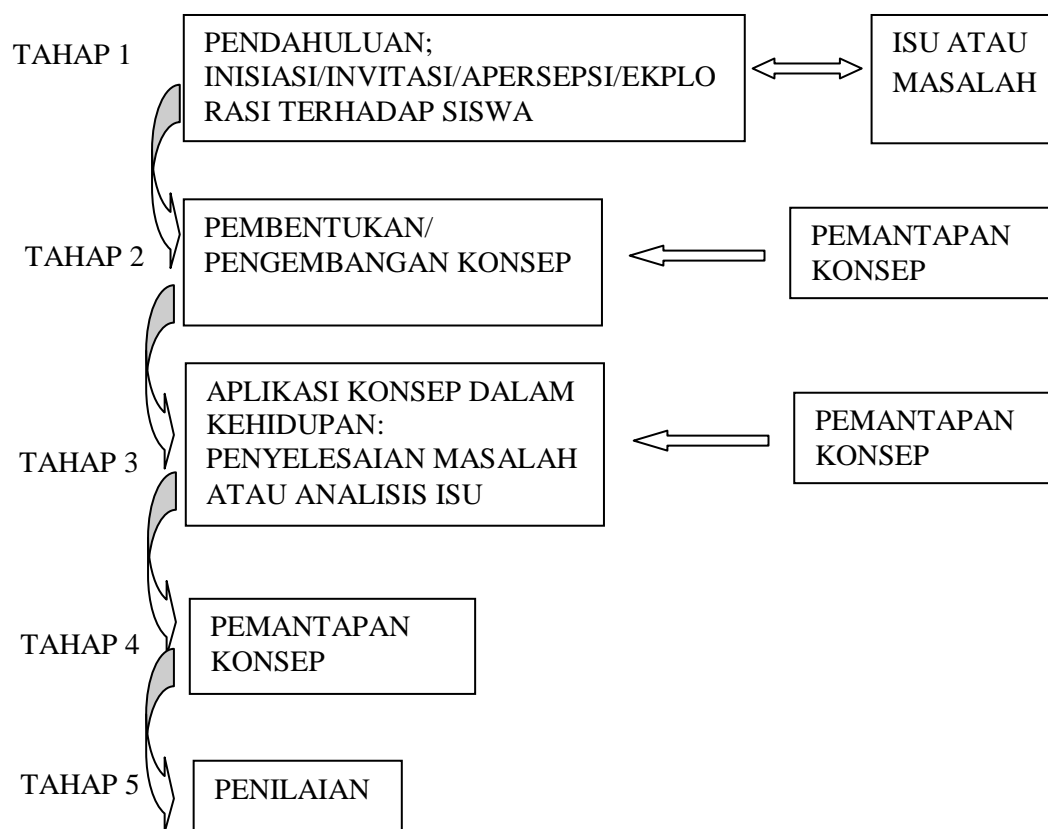 TAHAP 1
PENDAHULUAN;
INISIASI/INVITASI/APERSEPSI/EKPLO
RASI TERHADAP SISWA
ISU ATAU
MASALAH
TAHAP 2
PEMBENTUKAN/
PENGEMBANGAN KONSEP
PEMANTAPAN
KONSEP
TAHAP 3
APLIKASI KONSEP DALAM
KEHIDUPAN:
PENYELESAIAN MASALAH
ATAU ANALISIS ISU
PEMANTAPAN
KONSEP
TAHAP 4
PEMANTAPAN
KONSEP
TAHAP 5
PENILAIAN